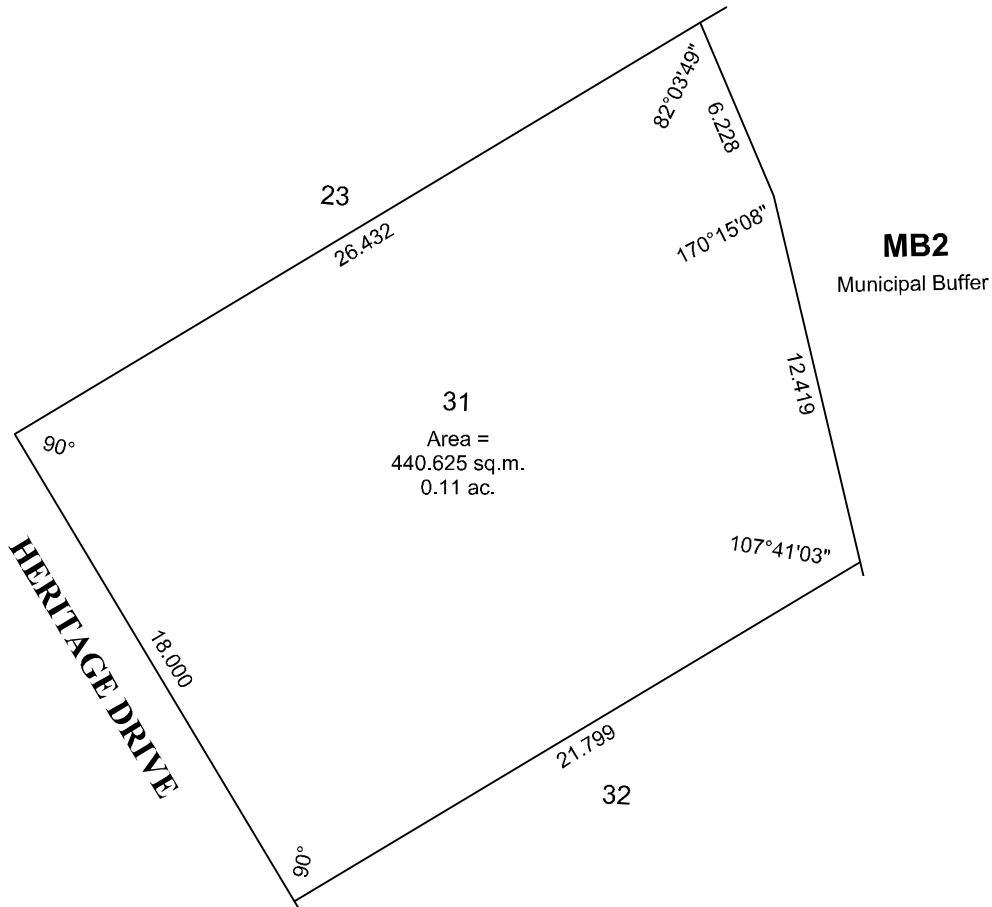 82°03'49"
6.228
23
170°15'08"
26.432
MB2
Municipal Buffer
12.419
31
Area =
440.625 sq.m.
0.11 ac.
90°
107°41'03"
HERITAGE DRIVE
18.000
21.799
32
90°